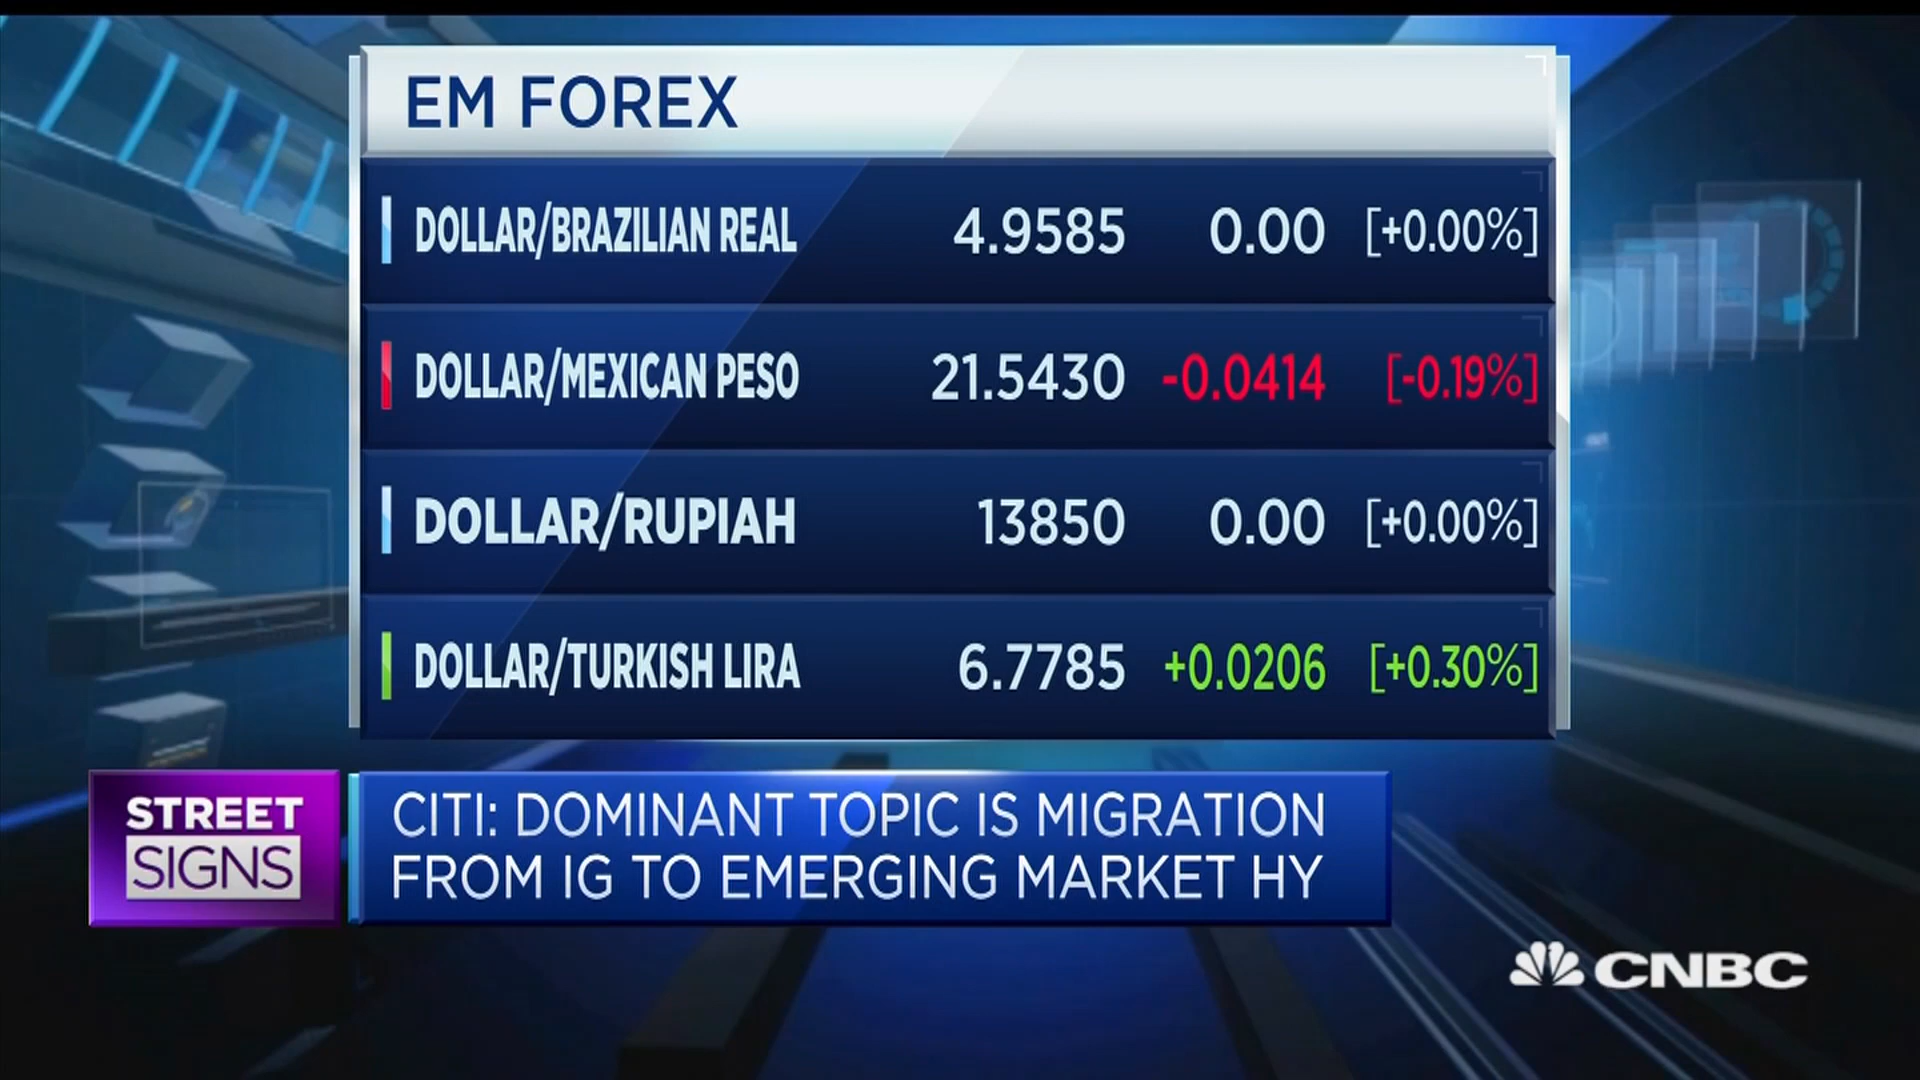 EM FOREX
DOLLAR/BRAZILIAN REAL 4.9585 0.00 [+0.00%]
DOLLAR/MEXICAN PESO 21.5430 -0.0414 [-0.19%]
DOLLAR/RUPIAH 13850 0.00 [+0.00%]
DOLLAR/TURKISH LIRA 6.7785 +0.0206 [+0.30%]
STREET
SIGNS
CITI: DOMINANT TOPIC IS MIGRATION
FROM IG TO EMERGING MARKET HY
CNBC